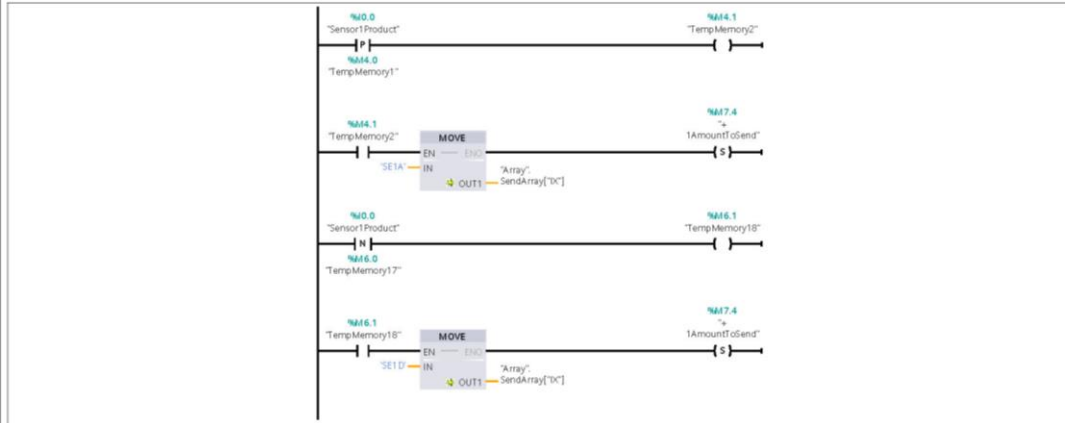 %I0.0 %M4.1
"Sensor1Product" "TempMemory2"
P
%M4.0
"TempMemory1"
%M4.1 %M7.4
"TempMemory2" MOVE "+
1AmountToSend"
EN ENO S
'SE1A' IN "Array".
OUT1 SendArray["IX"]
%I0.0 %M6.1
"Sensor1Product" "TempMemory18"
N
%M6.0
"TempMemory17"
%M6.1 %M7.4
"TempMemory18" MOVE "+
1AmountToSend"
EN ENO S
'SE1D' IN "Array".
OUT1 SendArray["IX"]